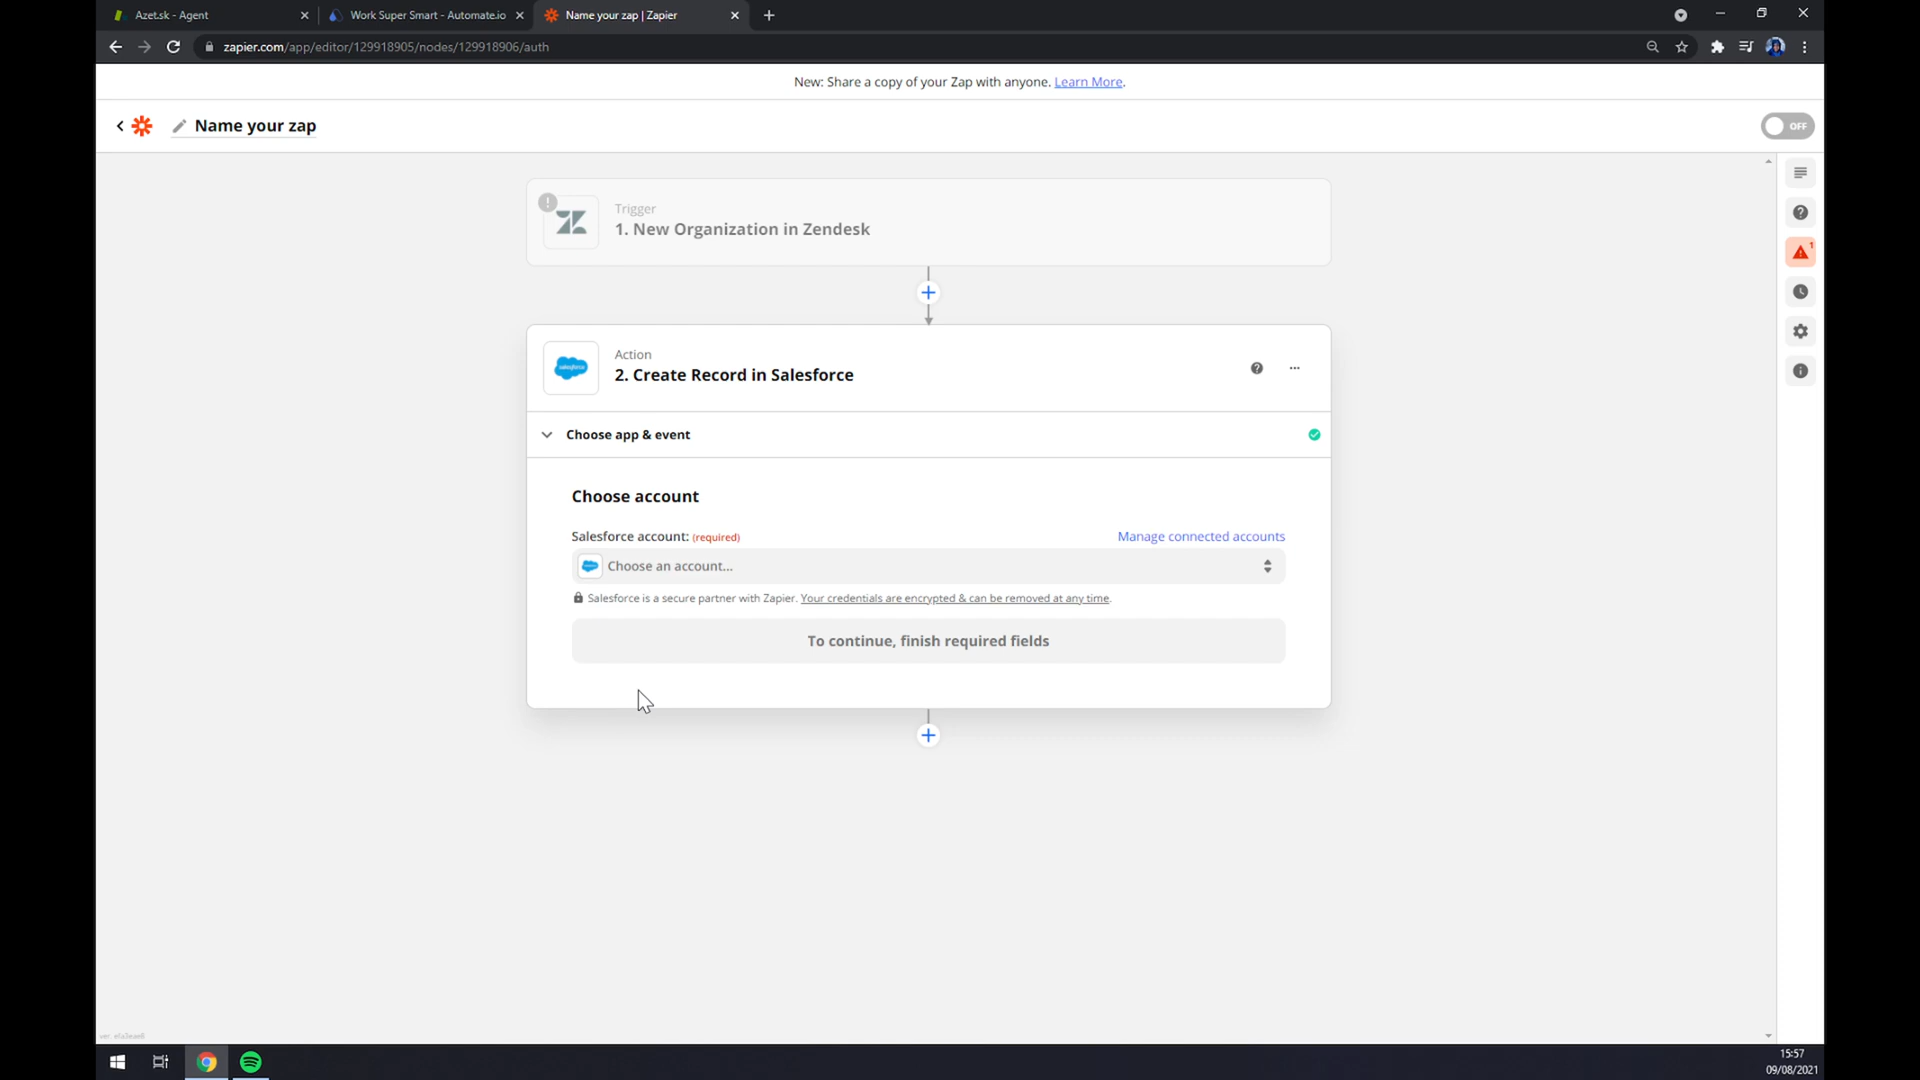 Azet.sk - Agent
Work Super Smart - Automate.io
Name your zap | Zapier
zapier.com/app/editor/129918905/nodes/129918906/auth
New: Share a copy of your Zap with anyone. Learn More.
Name your zap
OFF
Trigger
1. New Organization in Zendesk
1
Action
2. Create Record in Salesforce
Choose app & event
Choose account
Salesforce account: (required)
Manage connected accounts
salesforce
Choose an account...
Salesforce is a secure partner with Zapier. Your credentials are encrypted & can be removed at any time.
To continue, finish required fields
15:57
09/08/2021